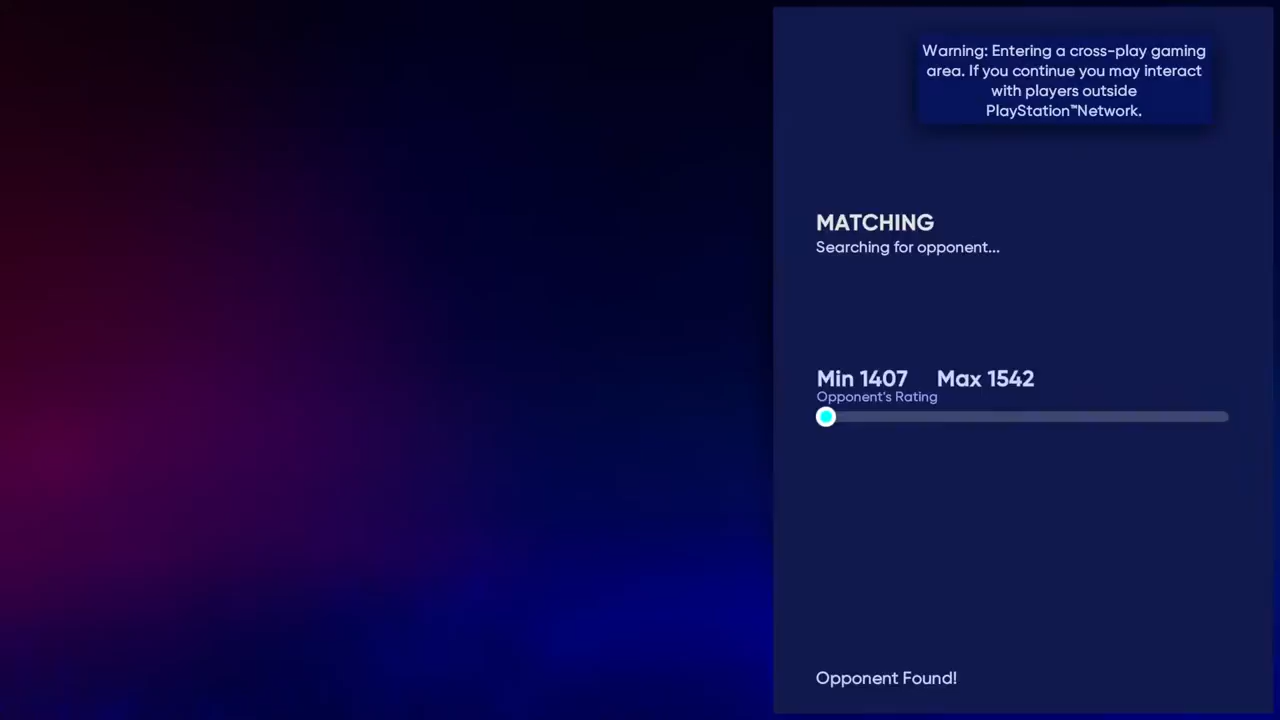 Warning: Entering a cross-play gaming
area. If you continue you may interact
with players outside
PlayStation™Network.
MATCHING
Searching for opponent...
Min 1407 Max 1542
Opponent's Rating
Opponent Found!